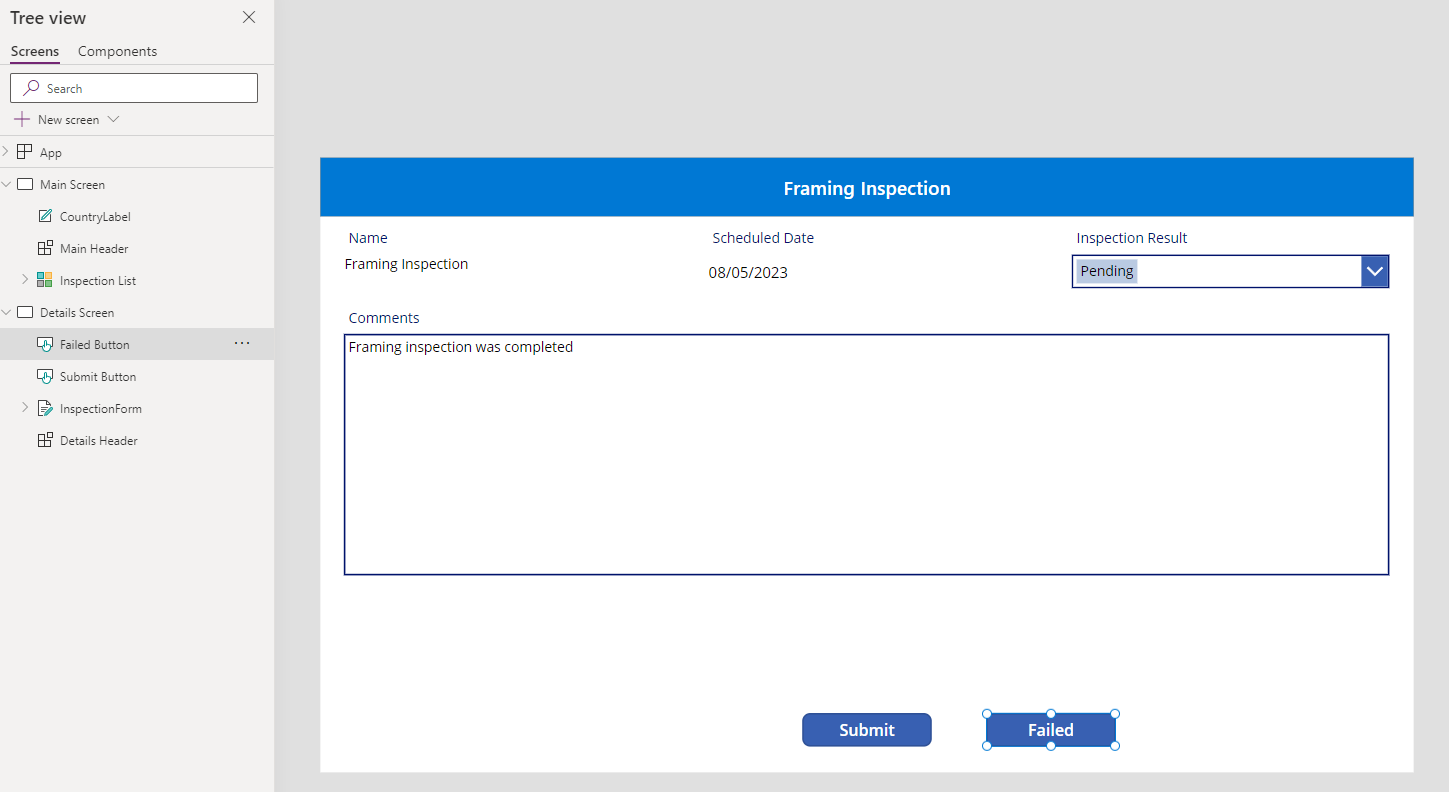 Tree view
Screens Components
Search
New screen
App
Main Screen
CountryLabel
Main Header
Inspection List
Details Screen
Failed Button
Submit Button
InspectionForm
Details Header
Framing Inspection
Name Scheduled Date Inspection Result
Framing Inspection 08/05/2023 Pending
Comments
Framing inspection was completed
Submit Failed